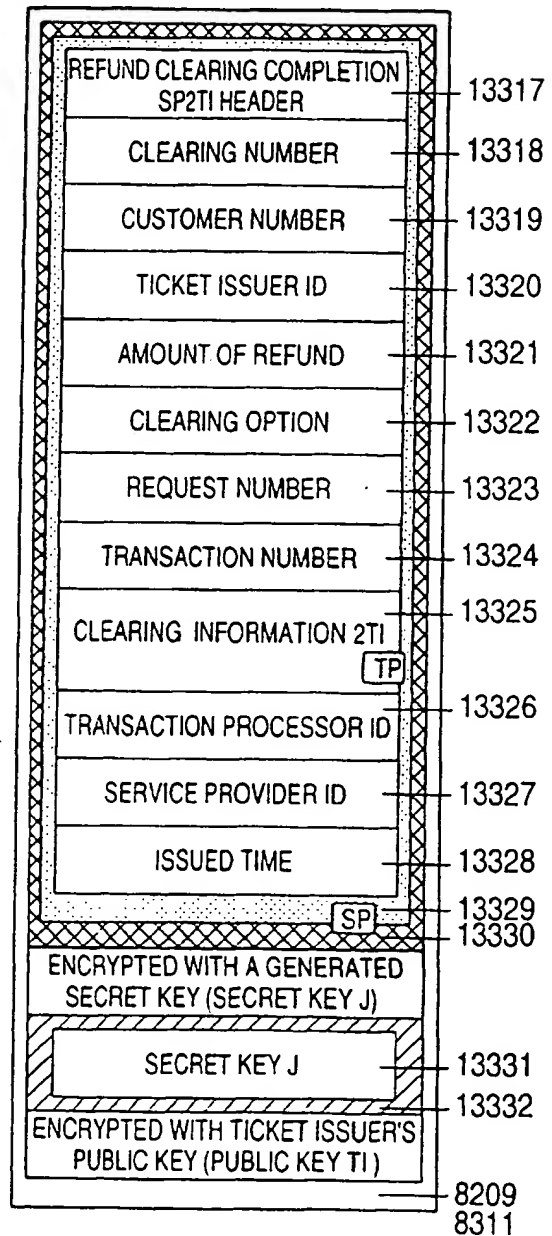 REFUND CLEARING COMPLETION
SP2TI HEADER
13317
CLEARING NUMBER
13318
CUSTOMER NUMBER
13319
TICKET ISSUER ID
13320
AMOUNT OF REFUND
13321
CLEARING OPTION
13322
REQUEST NUMBER
13323
TRANSACTION NUMBER
13324
13325
CLEARING INFORMATION 2TI
TP
13326
TRANSACTION PROCESSOR ID
SERVICE PROVIDER ID
13327
ISSUED TIME
13328
SP
13329
13330
ENCRYPTED WITH A GENERATED
SECRET KEY (SECRET KEY J)
SECRET KEY J
13331
13332
ENCRYPTED WITH TICKET ISSUER'S
PUBLIC KEY (PUBLIC KEY TI )
8209
8311